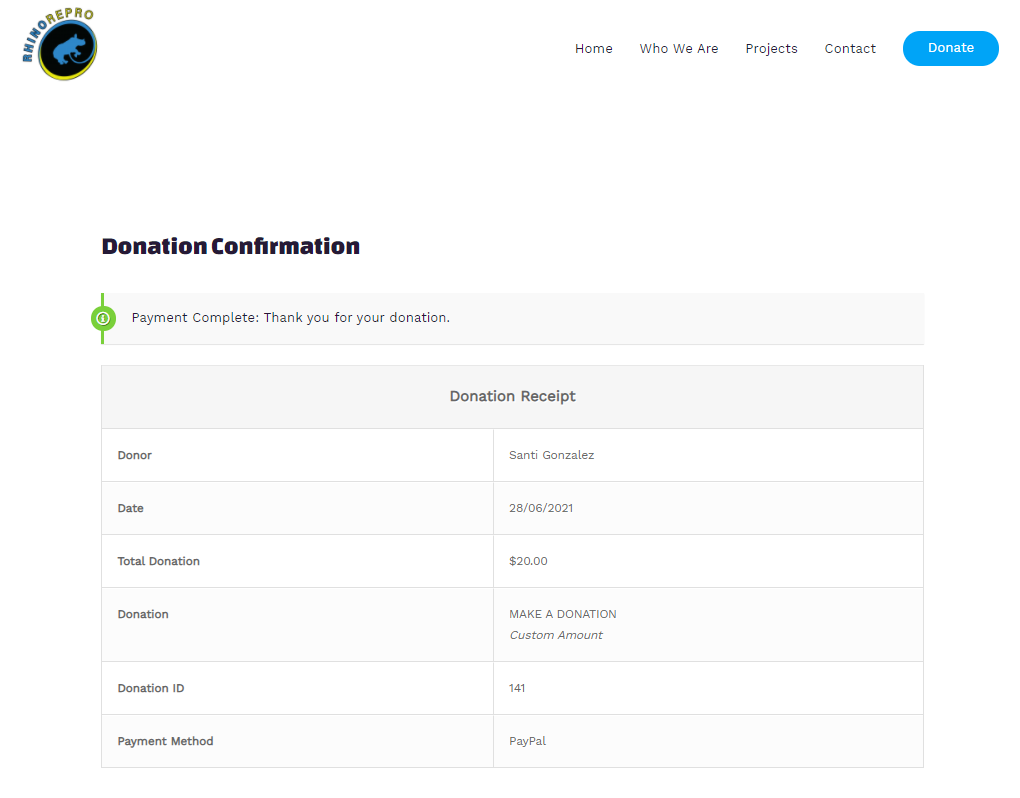 RHINOREPRO
Home Who We Are Projects Contact Donate
Donation Confirmation
Payment Complete: Thank you for your donation.
Donation Receipt
Donor Santi Gonzalez
Date 28/06/2021
Total Donation $20.00
Donation MAKE A DONATION
Custom Amount
Donation ID 141
Payment Method PayPal